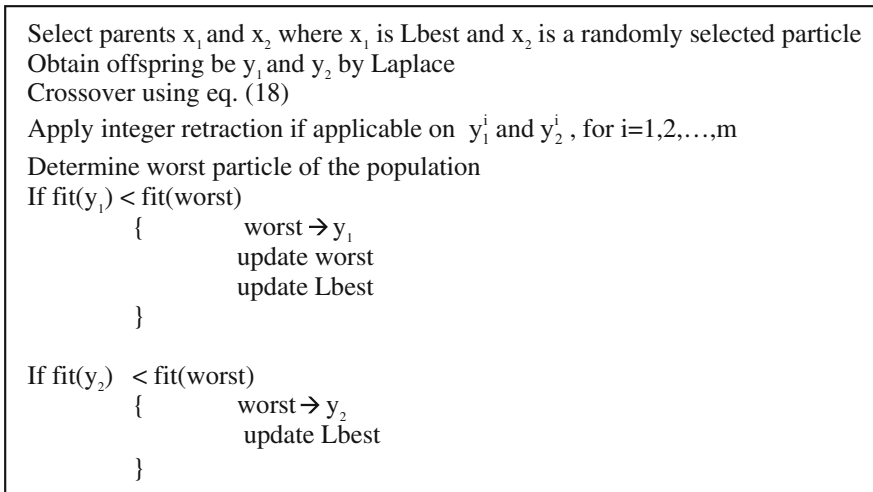 Select parents x₁ and x₂ where x₁ is Lbest and x₂ is a randomly selected particle
Obtain offspring be y₁ and y₂ by Laplace
Crossover using eq. (18)
Apply integer retraction if applicable on y₁ⁱ and y₂ⁱ , for i=1,2,…,m
Determine worst particle of the population
If fit(y₁) < fit(worst)
{ worst → y₁
update worst
update Lbest
}
If fit(y₂) < fit(worst)
{ worst → y₂
update Lbest
}